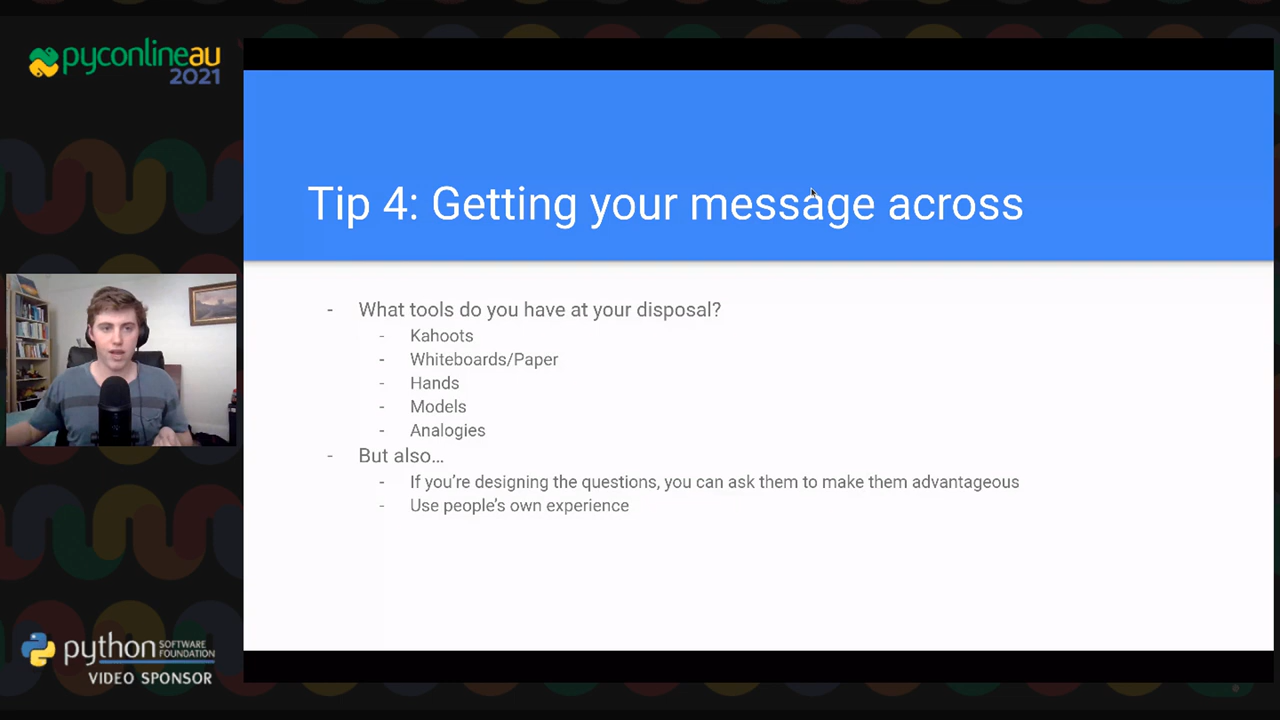 pyconlineau
2021
Tip 4: Getting your message across
- What tools do you have at your disposal?
- Kahoots
- Whiteboards/Paper
- Hands
- Models
- Analogies
- But also…
- If you’re designing the questions, you can ask them to make them advantageous
- Use people’s own experience
python SOFTWARE FOUNDATION
VIDEO SPONSOR